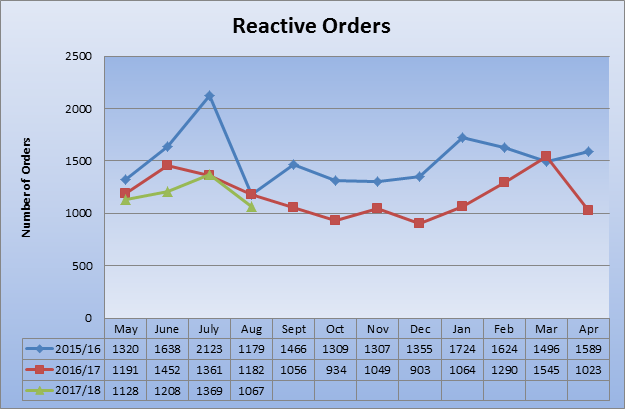 Reactive Orders
2500
2000
1500
1000
500
0
Number of Orders
May June July Aug Sept Oct Nov Dec Jan Feb Mar Apr
2015/16 1320 1638 2123 1179 1466 1309 1307 1355 1724 1624 1496 1589
2016/17 1191 1452 1361 1182 1056 934 1049 903 1064 1290 1545 1023
2017/18 1128 1208 1369 1067